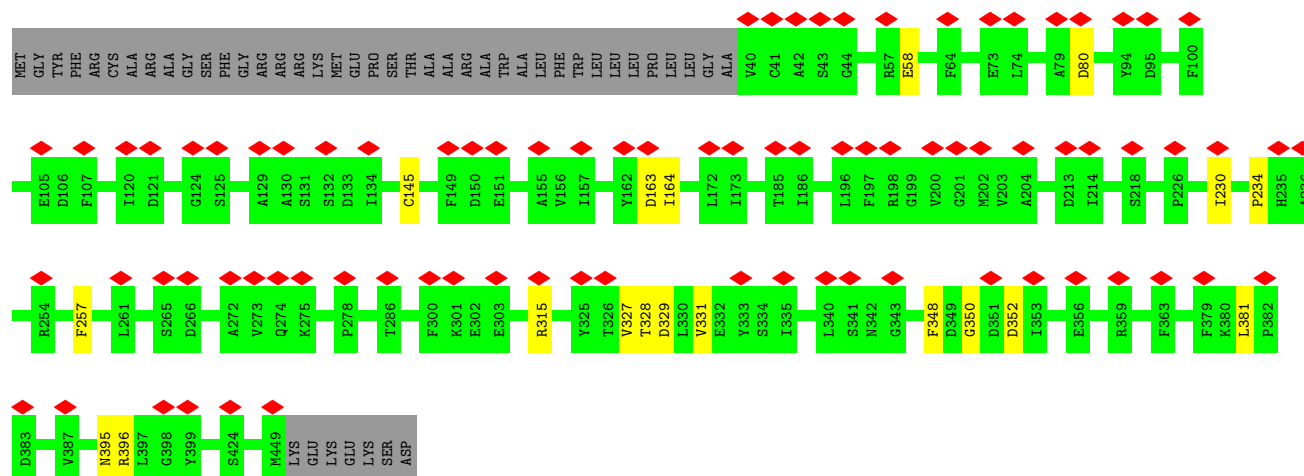 MET GLY TYR PHE ARG CYS ALA ARG ALA GLY SER PHE GLY ARG ARG ARG LYS MET GLU PRO SER THR ALA ALA ARG ALA TRP ALA LEU PHE TRP LEU LEU LEU PRO LEU LEU GLY ALA V40 C41 A42 S43 G44 R57 E58 F64 E73 L74 A79 D80 Y94 D95 F100
E105 D106 F107 I120 D121 G124 S125 A129 A130 S131 S132 D133 I134 C145 F149 D150 E151 A155 V156 I157 Y162 D163 I164 L172 I173 T185 I186 L196 F197 R198 G199 V200 G201 M202 V203 A204 D213 I214 S218 P226 I230 P234 H235 A236
R254 F257 L261 S265 D266 A272 V273 Q274 K275 P278 T286 F300 K301 E302 E303 R315 Y325 T326 V327 T328 D329 L330 V331 E332 Y333 S334 I335 L340 S341 N342 G343 F348 D349 G350 D351 D352 I353 E356 R359 F363 F379 K380 L381 P382
D383 V387 N395 R396 L397 G398 Y399 S424 M449 LYS GLU LYS GLU LYS SER ASP